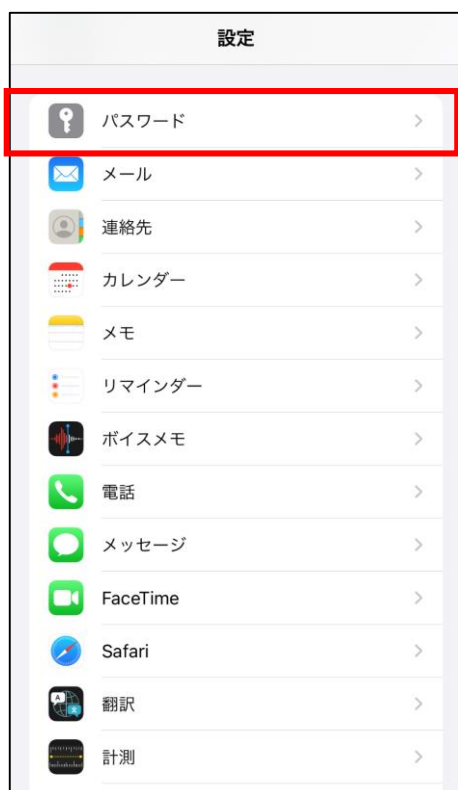 設定
パスワード
メール
連絡先
カレンダー
メモ
リマインダー
ボイスメモ
電話
メッセージ
FaceTime
Safari
翻訳
計測